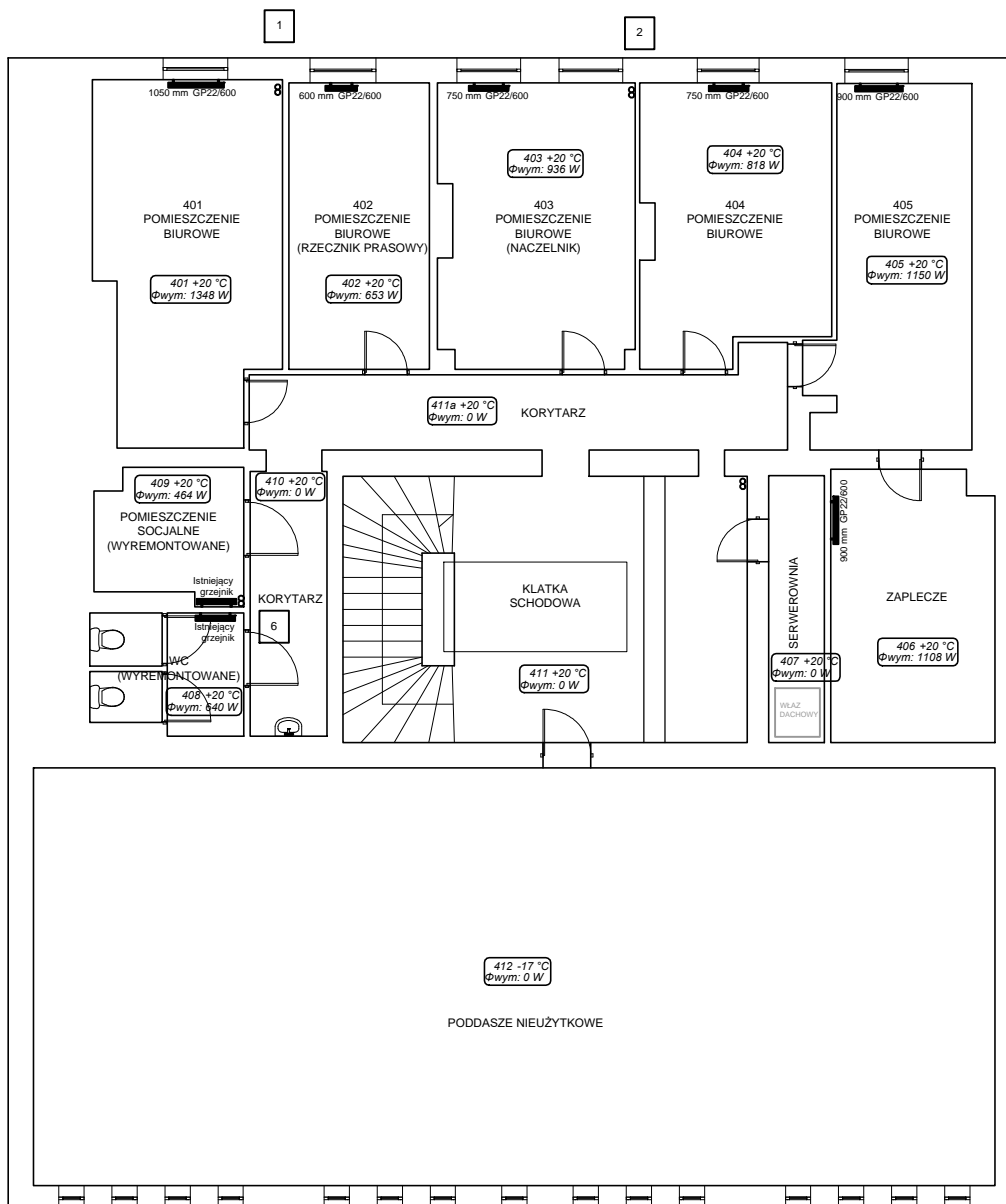 1
2
1050 mm GP22/600
600 mm GP22/600
750 mm GP22/600
750 mm GP22/600
900 mm GP22/600
403 +20 °C
Φwym: 936 W
404 +20 °C
Φwym: 818 W
401
POMIESZCZENIE
BIUROWE
402
POMIESZCZENIE
BIUROWE
(RZECZNIK PRASOWY)
403
POMIESZCZENIE
BIUROWE
(NACZELNIK)
404
POMIESZCZENIE
BIUROWE
405
POMIESZCZENIE
BIUROWE
401 +20 °C
Φwym: 1348 W
402 +20 °C
Φwym: 653 W
405 +20 °C
Φwym: 1150 W
411a +20 °C
Φwym: 0 W
KORYTARZ
409 +20 °C
Φwym: 464 W
410 +20 °C
Φwym: 0 W
POMIESZCZENIE
SOCJALNE
(WYREMONTOWANE)
900 mm GP22/600
Istniejący
grzejnik
KORYTARZ
KLATKA
SCHODOWA
SERWEROWNIA
ZAPLECZE
Istniejący
grzejnik
6
WC
(WYREMONTOWANE)
408 +20 °C
Φwym: 640 W
411 +20 °C
Φwym: 0 W
407 +20 °C
Φwym: 0 W
406 +20 °C
Φwym: 1108 W
WŁAZ
DACHOWY
412 -17 °C
Φwym: 0 W
PODDASZE NIEUŻYTKOWE